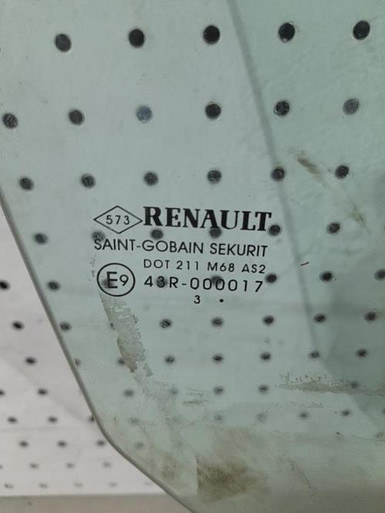 573 RENAULT
SAINT-GOBAIN SEKURIT
DOT 211 M68 AS2
E9 43R-000017
3 •